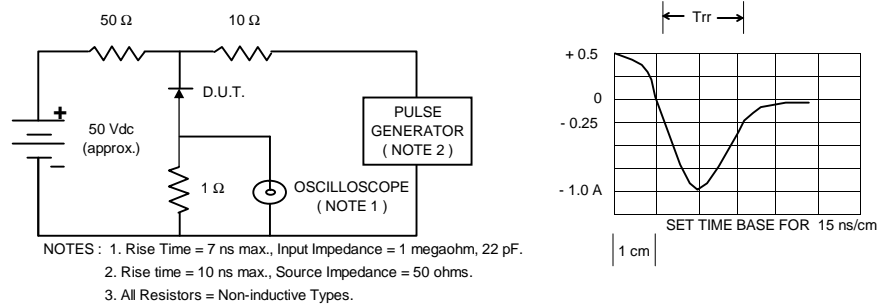 50 Ω
10 Ω
D.U.T.
+
50 Vdc
(approx.)
−
1 Ω
OSCILLOSCOPE
( NOTE 1 )
PULSE
GENERATOR
( NOTE 2 )
NOTES : 1. Rise Time = 7 ns max., Input Impedance = 1 megaohm, 22 pF.
2. Rise time = 10 ns max., Source Impedance = 50 ohms.
3. All Resistors = Non-inductive Types.
Trr
+ 0.5
0
- 0.25
- 1.0 A
SET TIME BASE FOR 15 ns/cm
1 cm